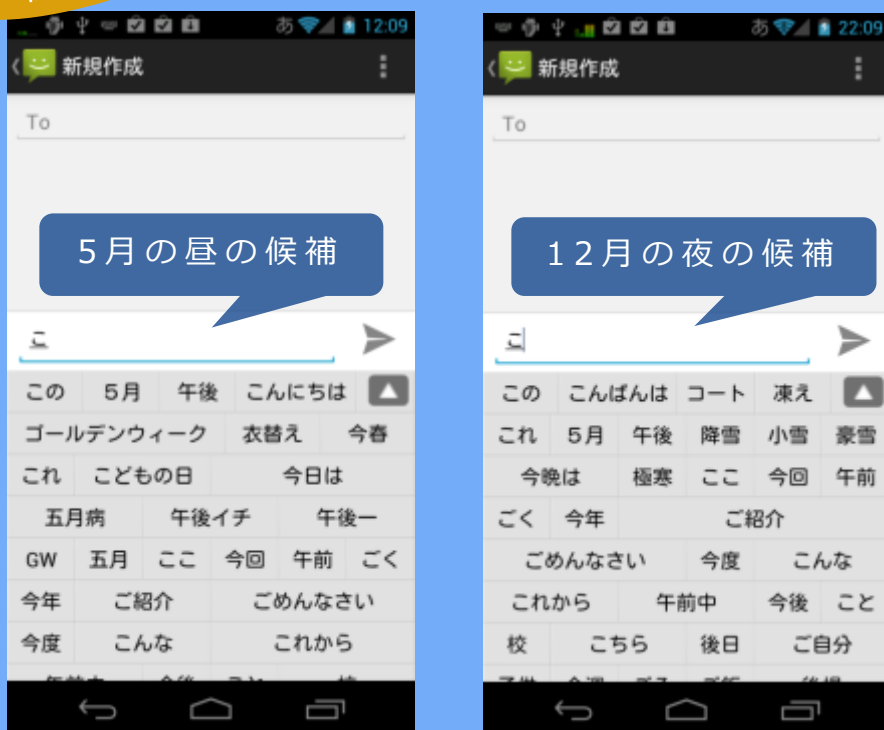 あ 12:09
新規作成
To
5月の昼の候補
こ
この 5月 午後 こんにちは
ゴールデンウィーク 衣替え 今春
これ こどもの日 今日は
五月病 午後イチ 午後一
GW 五月 ここ 今回 午前 ごく
今年 ご紹介 ごめんなさい
今度 こんな これから
あ 22:09
新規作成
To
12月の夜の候補
こ
この こんばんは コート 凍え
これ 5月 午後 降雪 小雪 豪雪
今晩は 極寒 ここ 今回 午前
ごく 今年 ご紹介
ごめんなさい 今度 こんな
これから 午前中 今後 こと
校 こちら 後日 ご自分